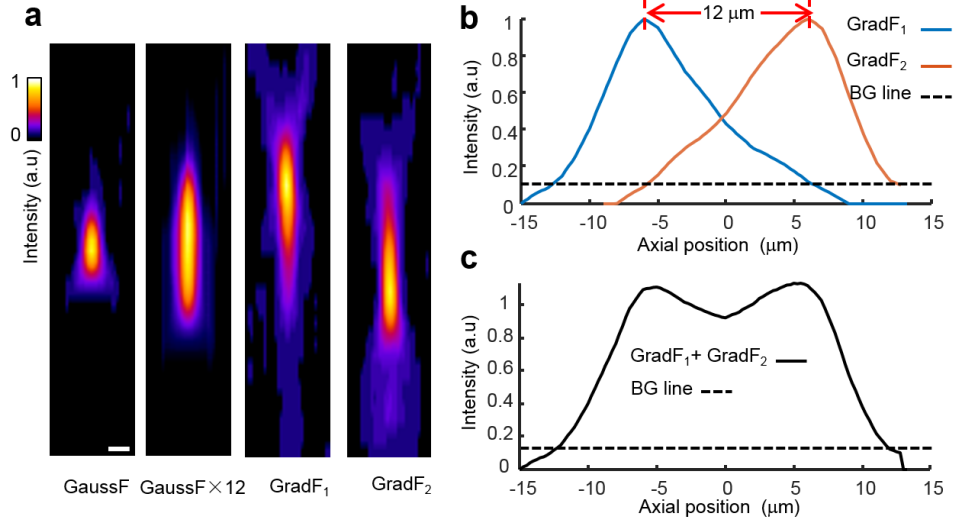 a
1
0
Intensity (a.u)
GaussF
GaussF×12
GradF₁
GradF₂
b
12 μm
GradF₁
GradF₂
BG line
Intensity (a.u)
1
0.8
0.6
0.4
0.2
0
-15 -10 -5 0 5 10 15
Axial position (μm)
c
Intensity (a.u)
1
0.8
0.6
0.4
0.2
0
GradF₁+ GradF₂
BG line
-15 -10 -5 0 5 10 15
Axial position (μm)